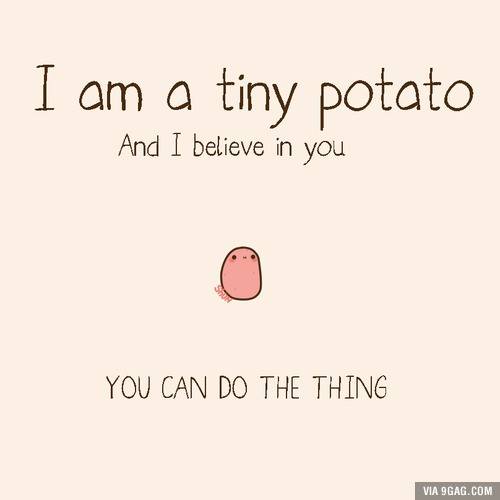 I am a tiny potato
And I believe in you
YOU CAN DO THE THING
VIA 9GAG.COM